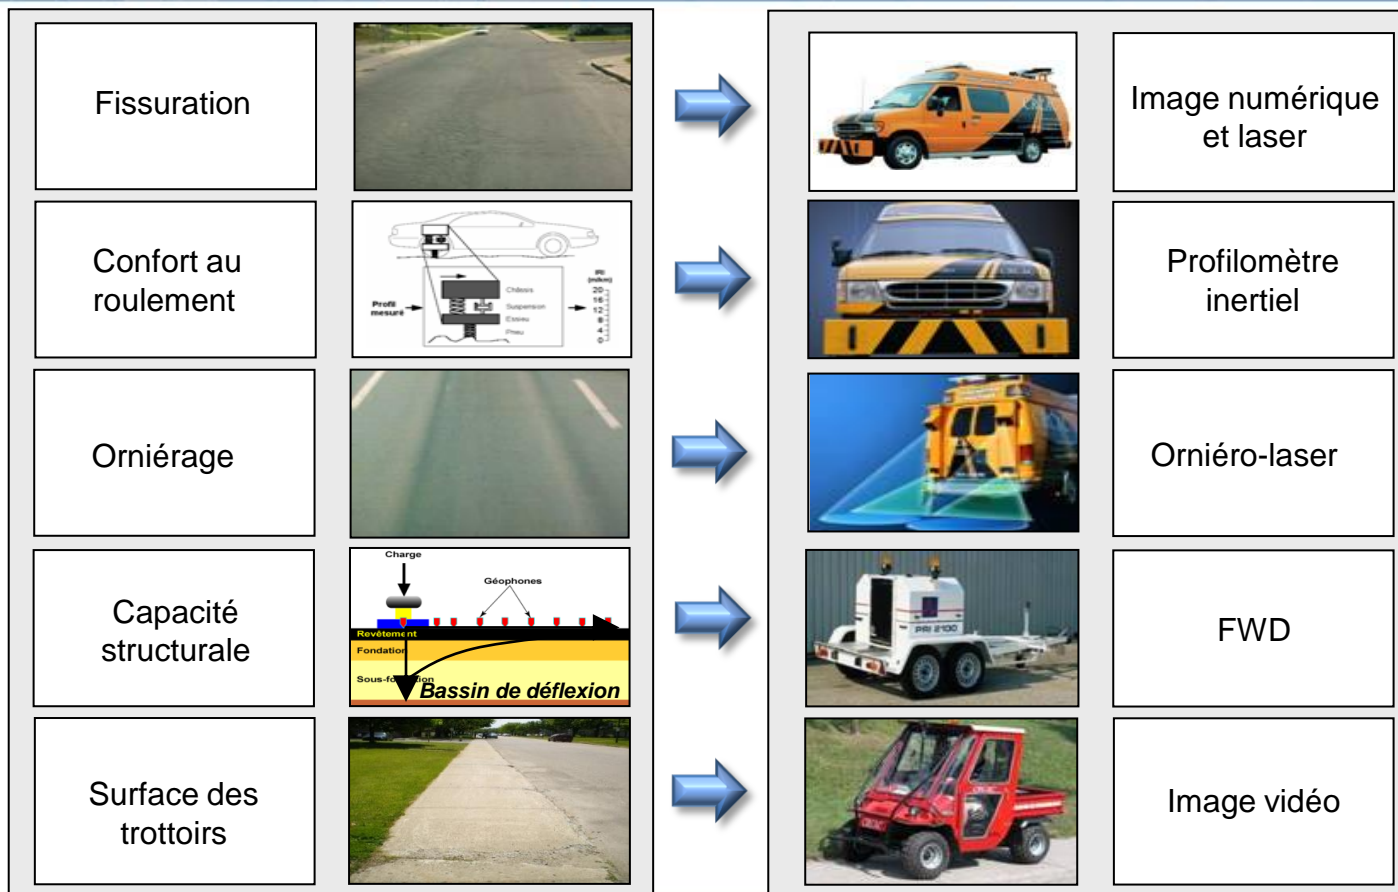 Fissuration
Image numérique
et laser
Confort au
roulement
Profil
mesuré
Châssis
Suspension
Essieu
Pneu
IRI
(m/km)
20
16
12
8
4
0
Profilomètre
inertiel
Orniérage
Orniéro-laser
Capacité
structurale
Charge
Géophones
Revêtement
Fondation
Bassin de déflexion
PRI 2100
FWD
Surface des
trottoirs
Image vidéo